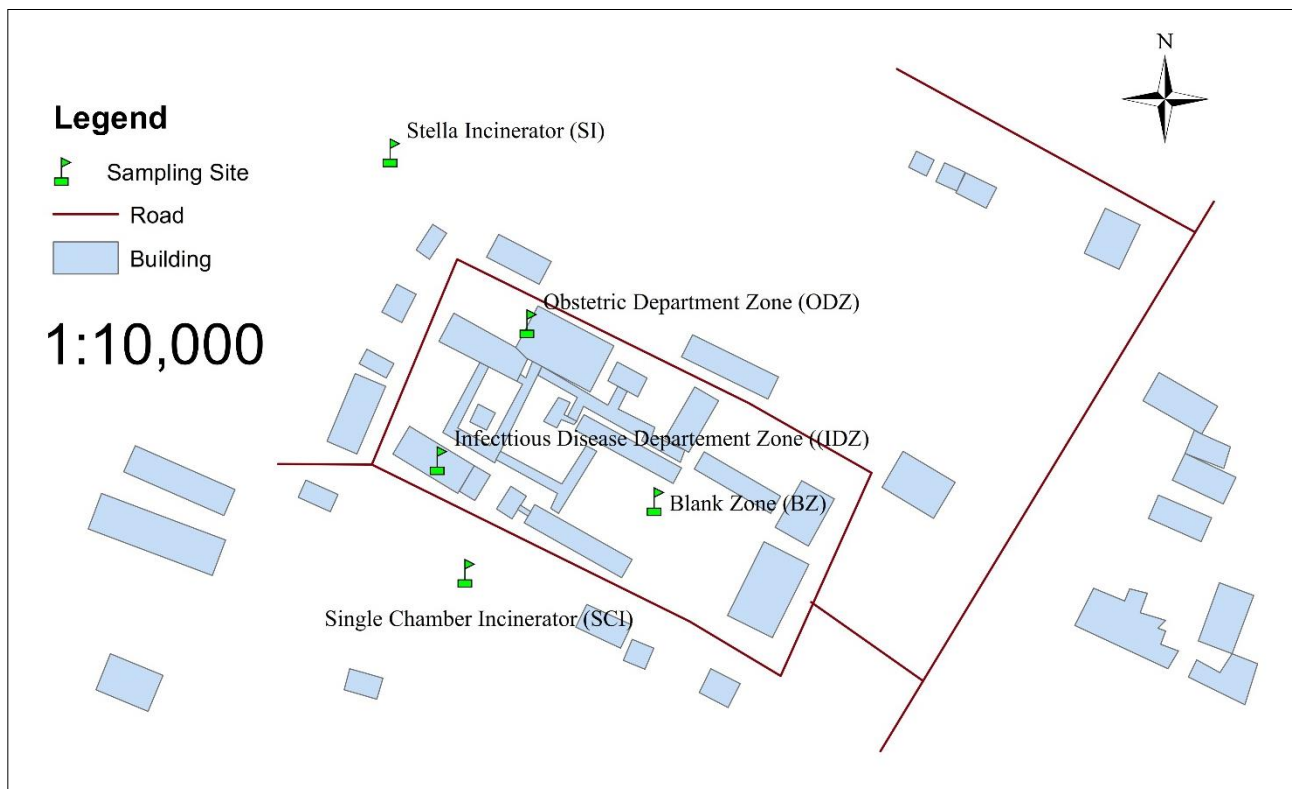 N
Legend
Stella Incinerator (SI)
Sampling Site
Road
Building
Obstetric Department Zone (ODZ)
1:10,000
Infecttious Disease Departement Zone ((IDZ)
Blank Zone (BZ)
Single Chamber Incinerator (SCI)